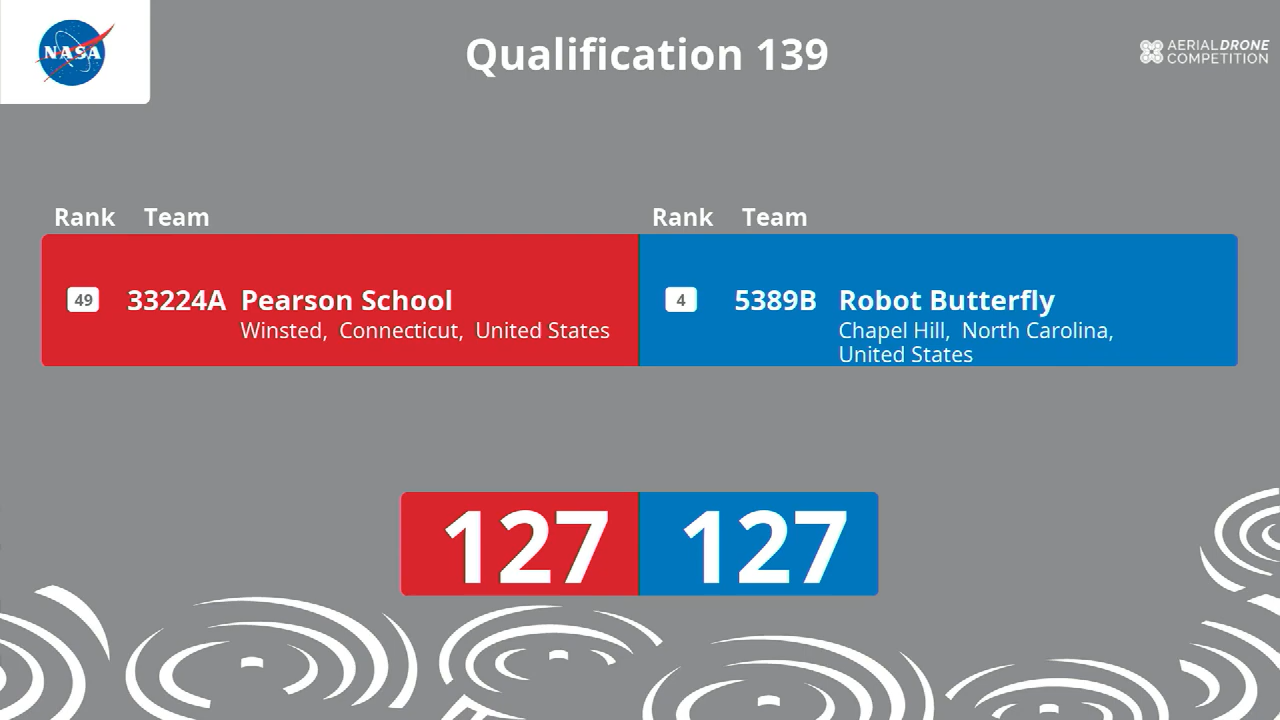 NASA
Qualification 139
AERIALDRONE
COMPETITION
Rank Team
Rank Team
49 33224A Pearson School
Winsted, Connecticut, United States
4 5389B Robot Butterfly
Chapel Hill, North Carolina,
United States
127 127